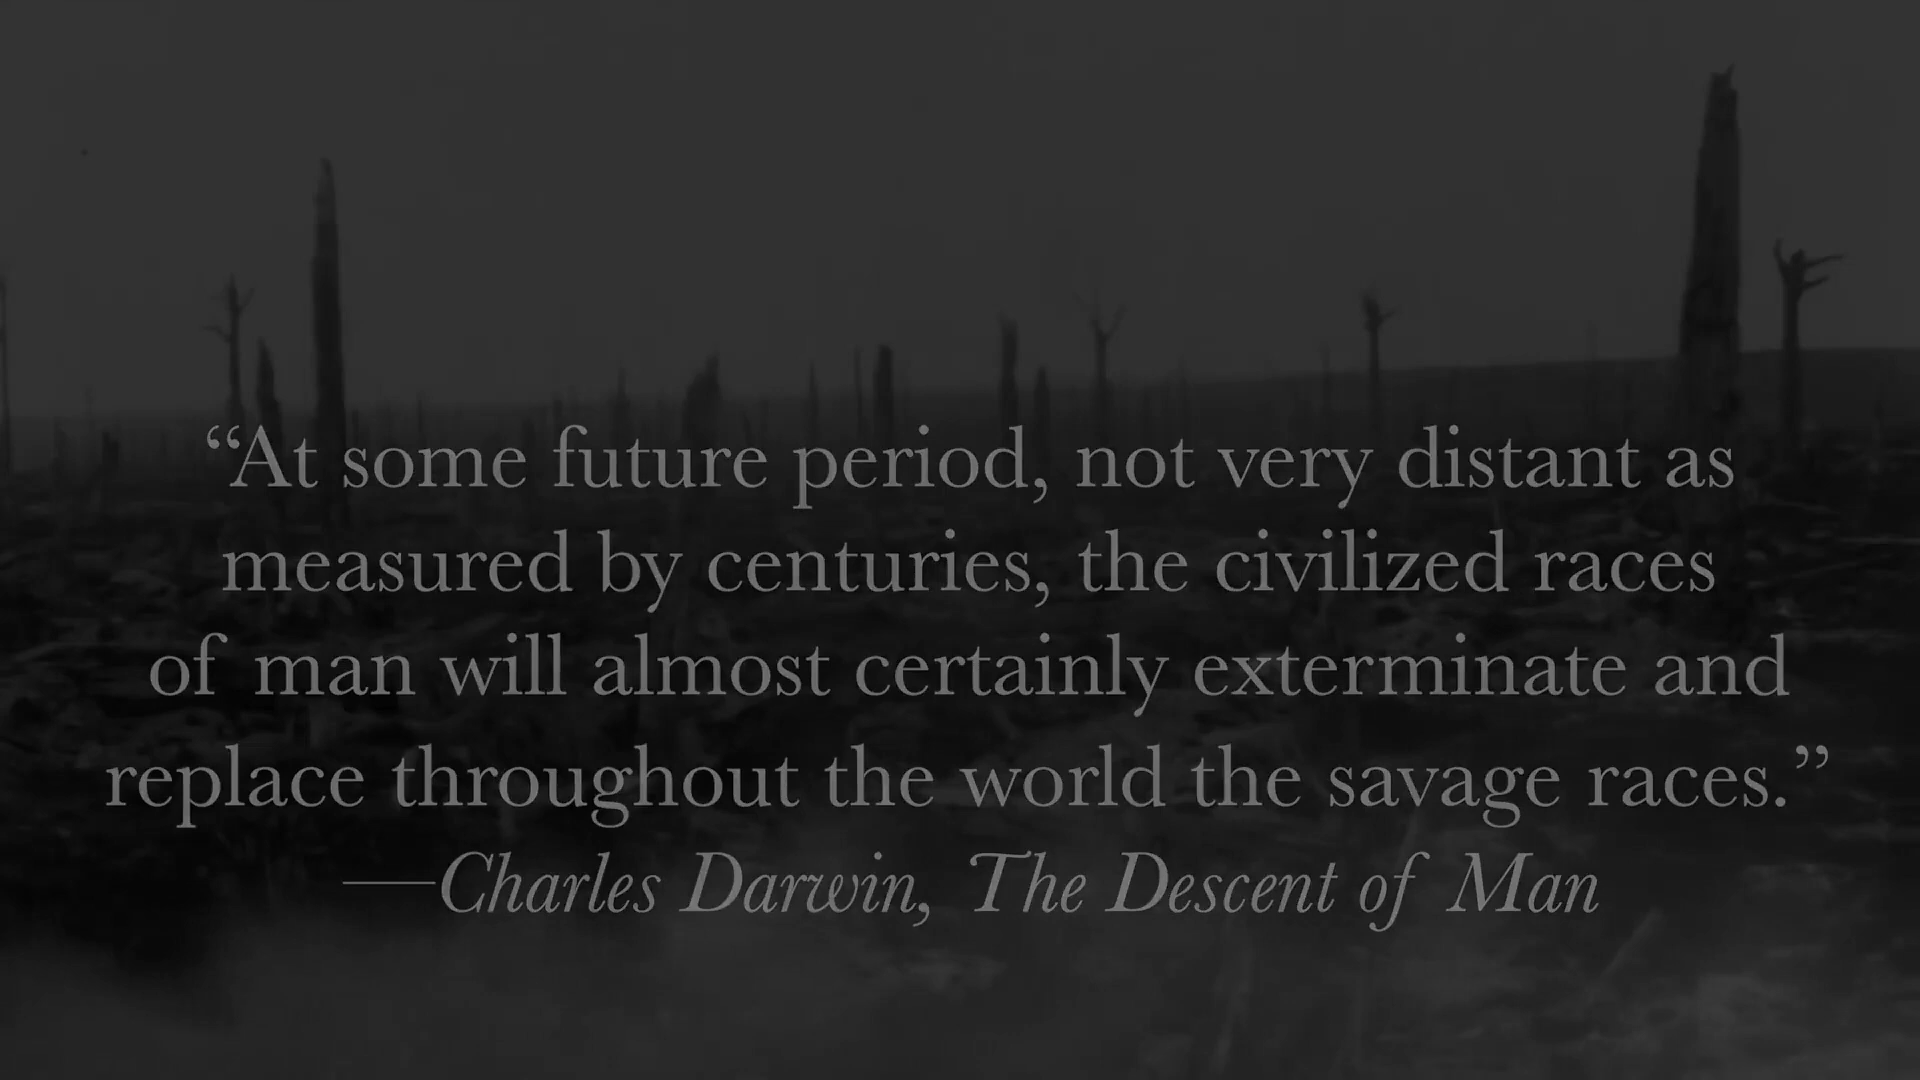 “At some future period, not very distant as
measured by centuries, the civilized races
of man will almost certainly exterminate and
replace throughout the world the savage races.”
—Charles Darwin, The Descent of Man